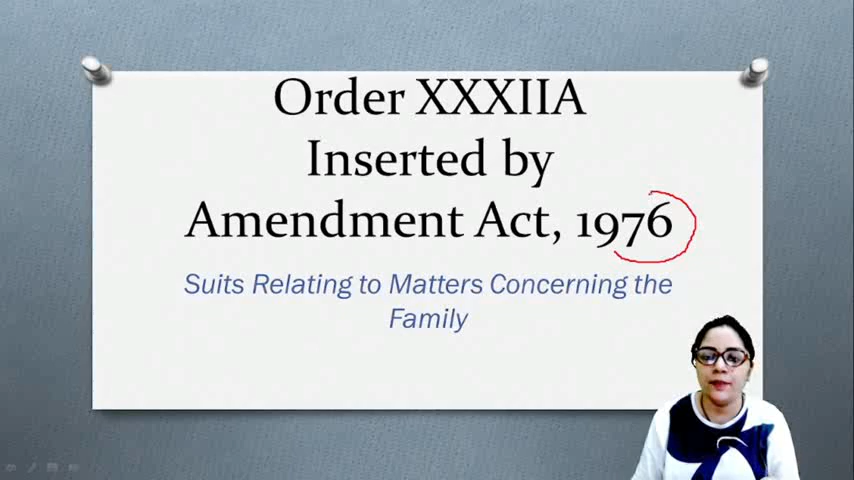 Order XXXIIA
Inserted by
Amendment Act, 1976
Suits Relating to Matters Concerning the
Family